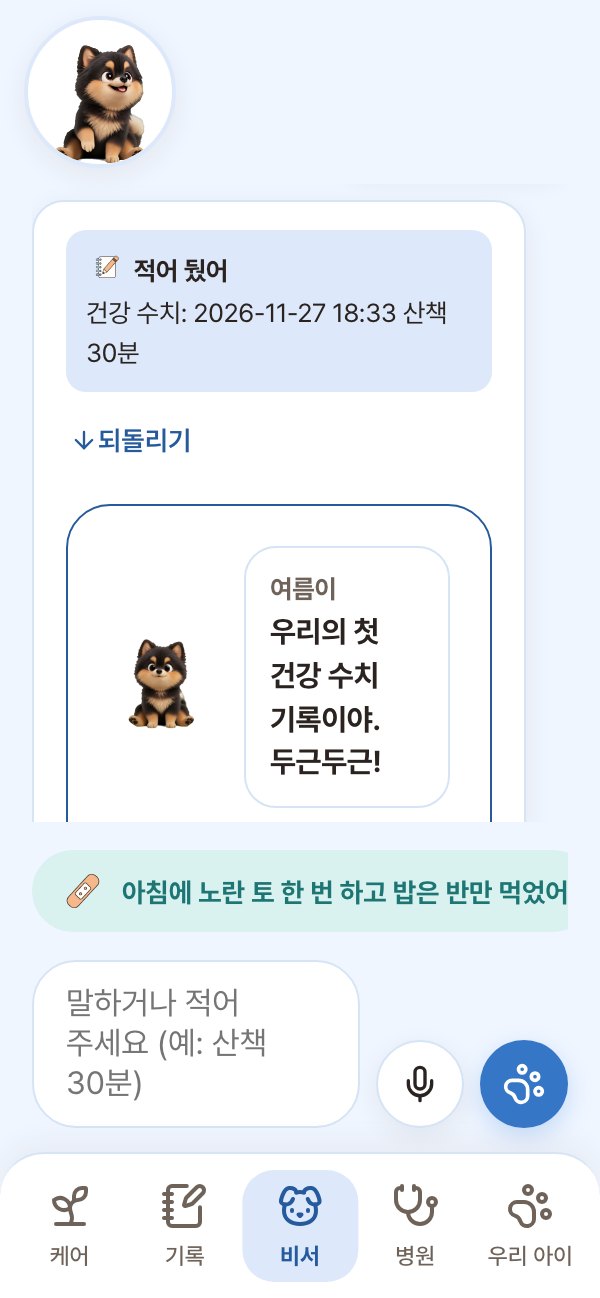 적어 뒀어
건강 수치: 2026-11-27 18:33 산책
30분
되돌리기
여름이
우리의 첫
건강 수치
기록이야.
두근두근!
아침에 노란 토 한 번 하고 밥은 반만 먹었어
말하거나 적어
주세요 (예: 산책
30분)
케어
기록
비서
병원
우리 아이